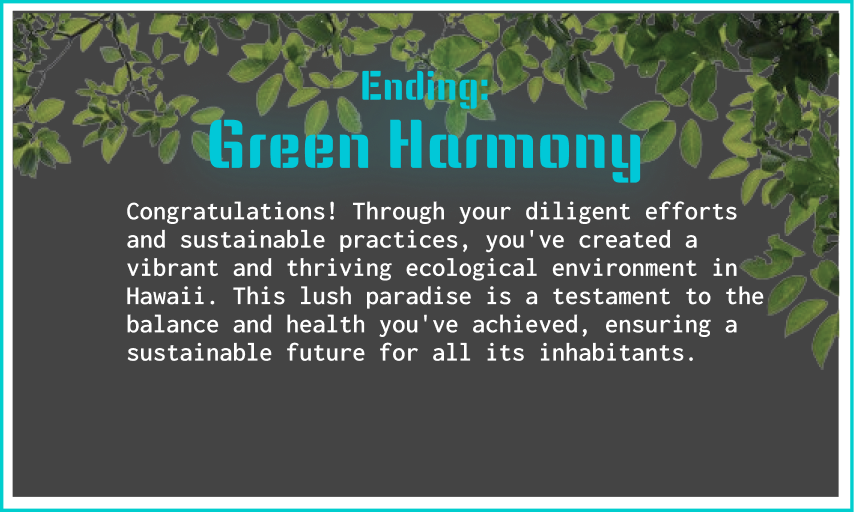 Ending:
Green Harmony
Congratulations! Through your diligent efforts
and sustainable practices, you've created a
vibrant and thriving ecological environment in
Hawaii. This lush paradise is a testament to the
balance and health you've achieved, ensuring a
sustainable future for all its inhabitants.